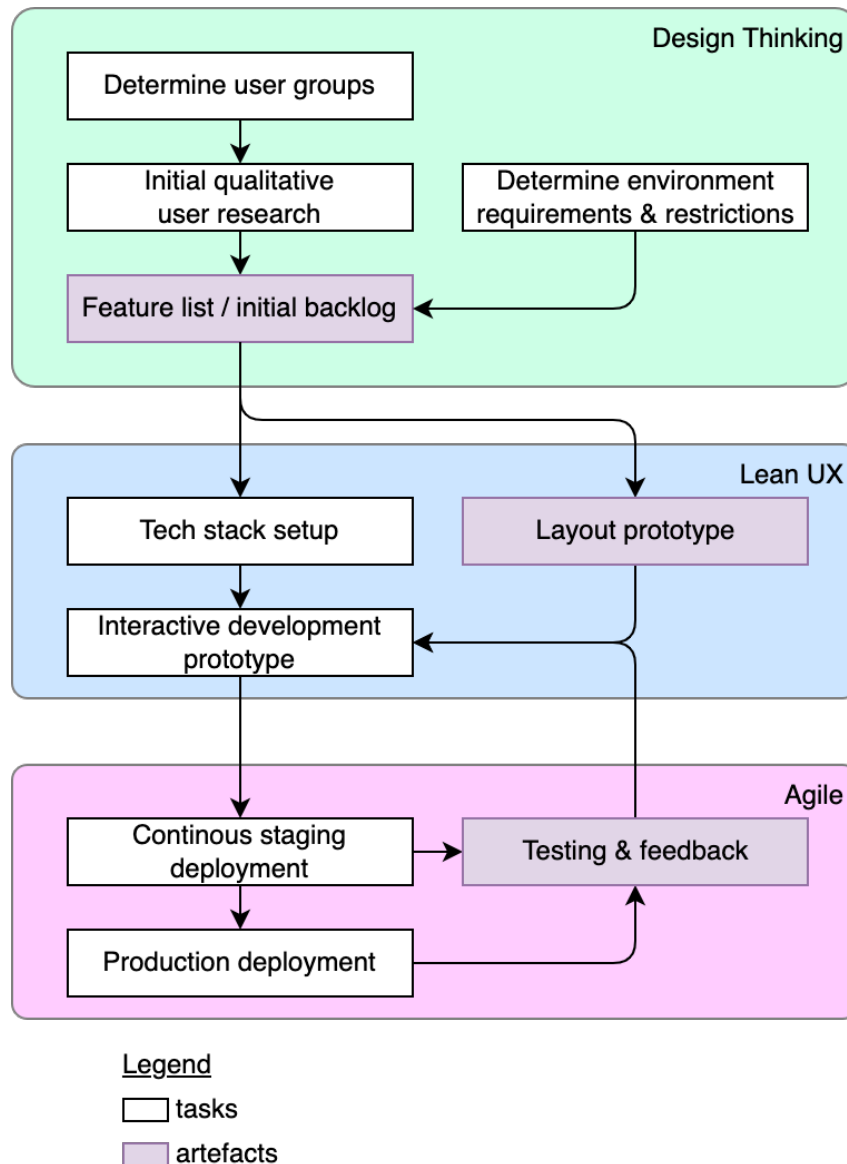 Design Thinking
Determine user groups
Initial qualitative
user research
Determine environment
requirements & restrictions
Feature list / initial backlog
Lean UX
Tech stack setup
Layout prototype
Interactive development
prototype
Agile
Continous staging
deployment
Testing & feedback
Production deployment
Legend
tasks
artefacts